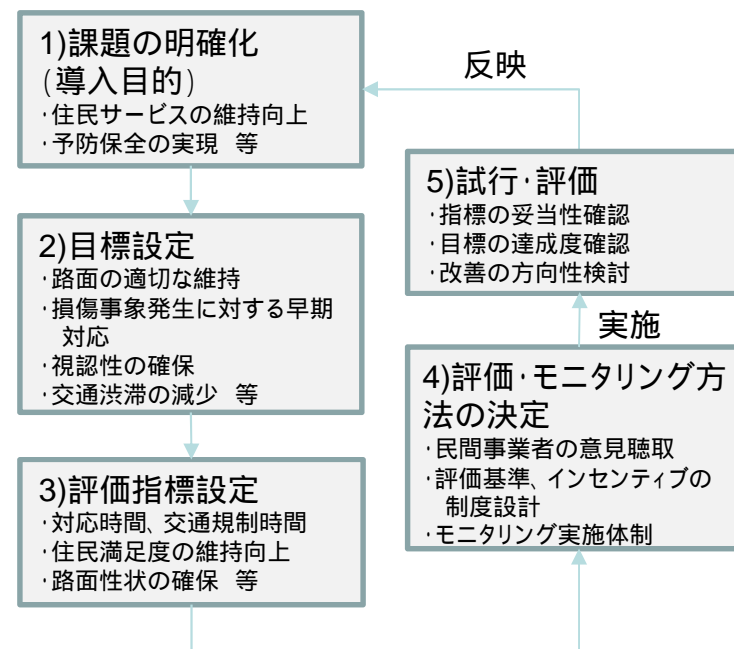 1)課題の明確化
(導入目的)
･住民サービスの維持向上
･予防保全の実現 等
反映
2)目標設定
･路面の適切な維持
･損傷事象発生に対する早期
対応
･視認性の確保
･交通渋滞の減少 等
3)評価指標設定
･対応時間、交通規制時間
･住民満足度の維持向上
･路面性状の確保 等
4)評価･モニタリング方
法の決定
･民間事業者の意見聴取
･評価基準、インセンティブの
制度設計
･モニタリング実施体制
実施
5)試行･評価
･指標の妥当性確認
･目標の達成度確認
･改善の方向性検討